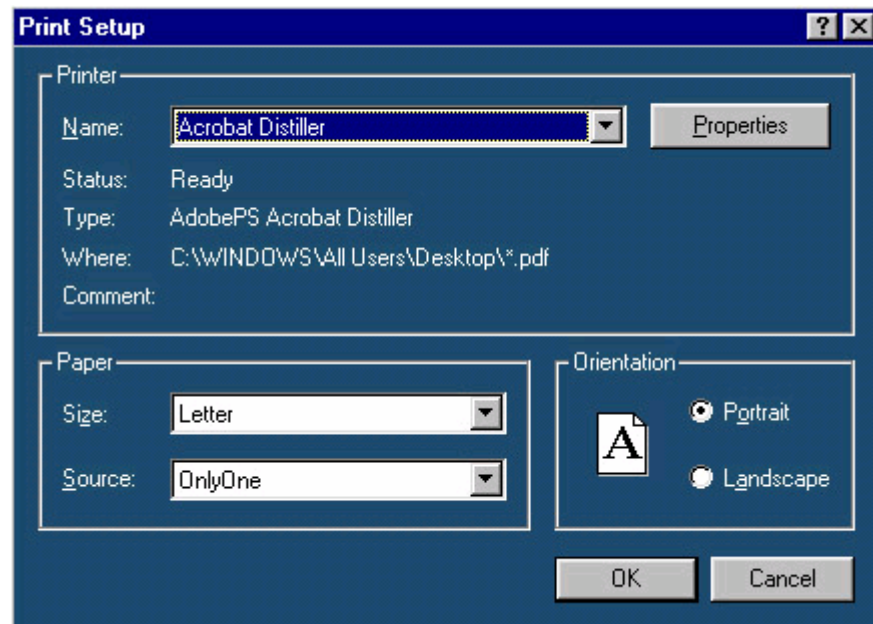 Print Setup
Printer
Name: Acrobat Distiller Properties
Status: Ready
Type: AdobePS Acrobat Distiller
Where: C:\WINDOWS\All Users\Desktop\*.pdf
Comment:
Paper
Size: Letter
Source: OnlyOne
Orientation
A
Portrait
Landscape
OK Cancel